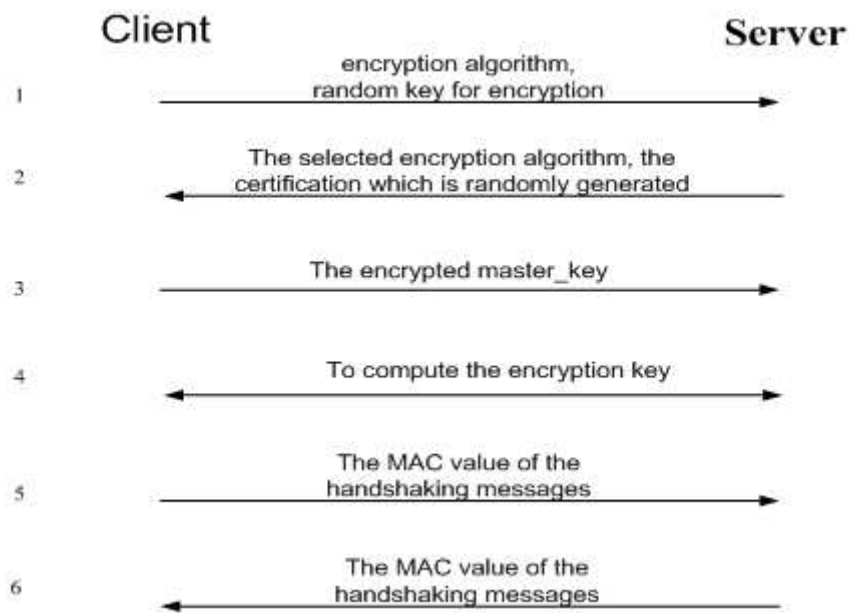 Client
Server
1
encryption algorithm,
random key for encryption
2
The selected encryption algorithm, the
certification which is randomly generated
3
The encrypted master_key
4
To compute the encryption key
5
The MAC value of the
handshaking messages
6
The MAC value of the
handshaking messages